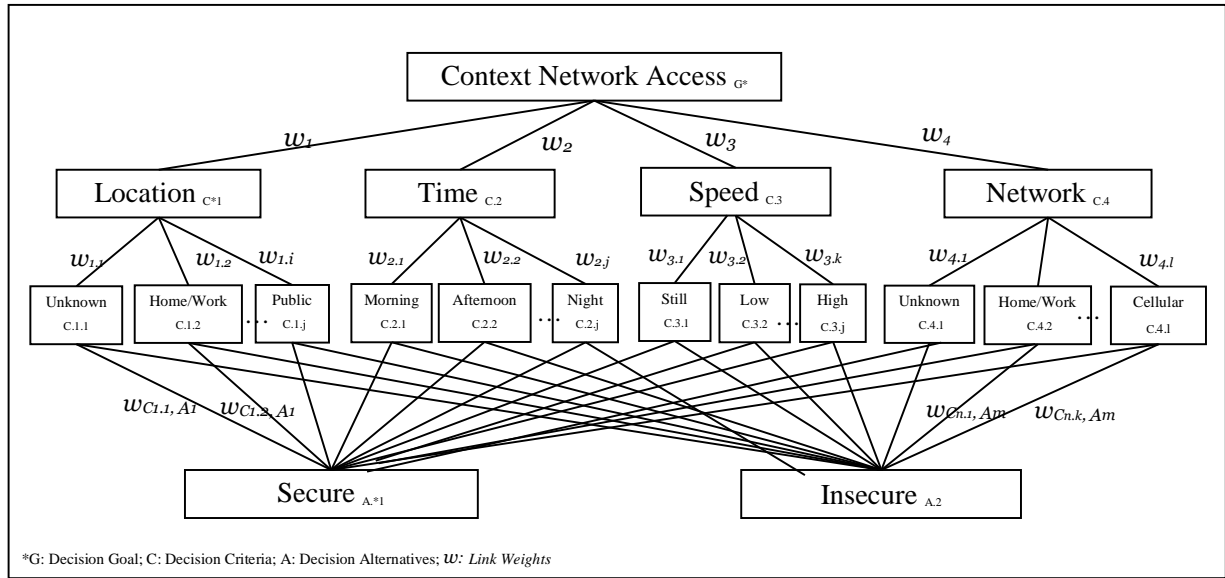 Context Network Access G*
w1
w2
w3
w4
Location C*1
Time C.2
Speed C.3
Network C.4
w1,1
w1.2
w1.i
w2.1
w2.2
w2.j
w3.1
w3.2
w3.k
w4.1
w4.l
Unknown
C.1.1
Home/Work
C.1.2
...
Public
C.1.j
Morning
C.2.1
Afternoon
C.2.2
...
Night
C.2.j
Still
C.3.1
Low
C.3.2
...
High
C.3.j
Unknown
C.4.1
Home/Work
C.4.2
...
Cellular
C.4.l
wC1.1, A1
wC1.2, A1
wCn.1, Am
wCn.k, Am
Secure A.*1
Insecure A.2
*G: Decision Goal; C: Decision Criteria; A: Decision Alternatives; w: Link Weights